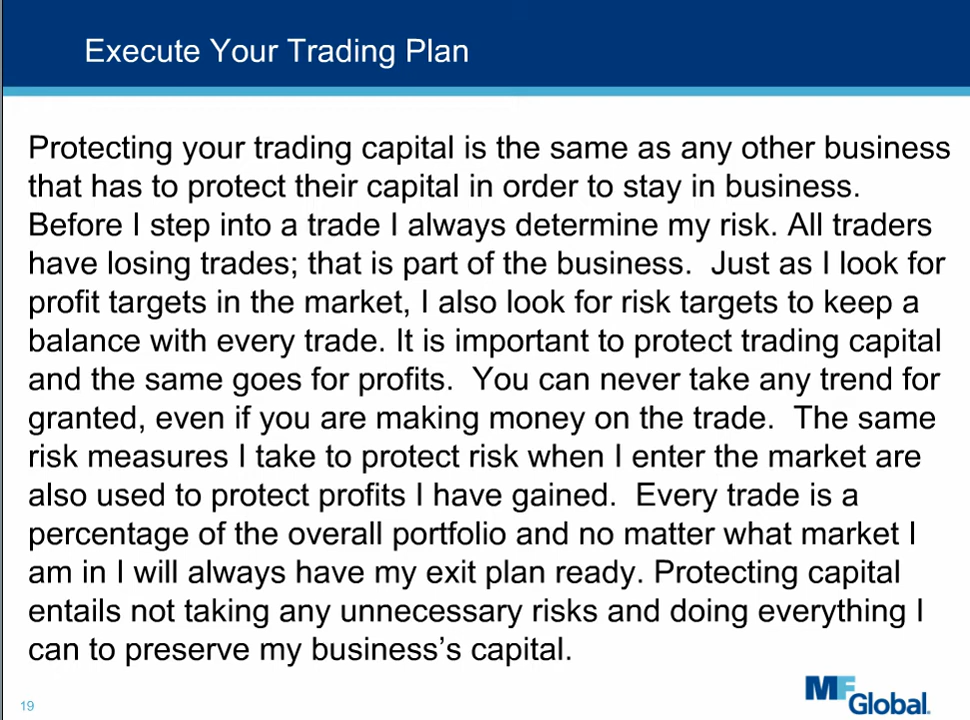 Execute Your Trading Plan
Protecting your trading capital is the same as any other business
that has to protect their capital in order to stay in business.
Before I step into a trade I always determine my risk. All traders
have losing trades; that is part of the business.  Just as I look for
profit targets in the market, I also look for risk targets to keep a
balance with every trade. It is important to protect trading capital
and the same goes for profits.  You can never take any trend for
granted, even if you are making money on the trade.  The same
risk measures I take to protect risk when I enter the market are
also used to protect profits I have gained.  Every trade is a
percentage of the overall portfolio and no matter what market I
am in I will always have my exit plan ready. Protecting capital
entails not taking any unnecessary risks and doing everything I
can to preserve my business’s capital.
19
MF Global.